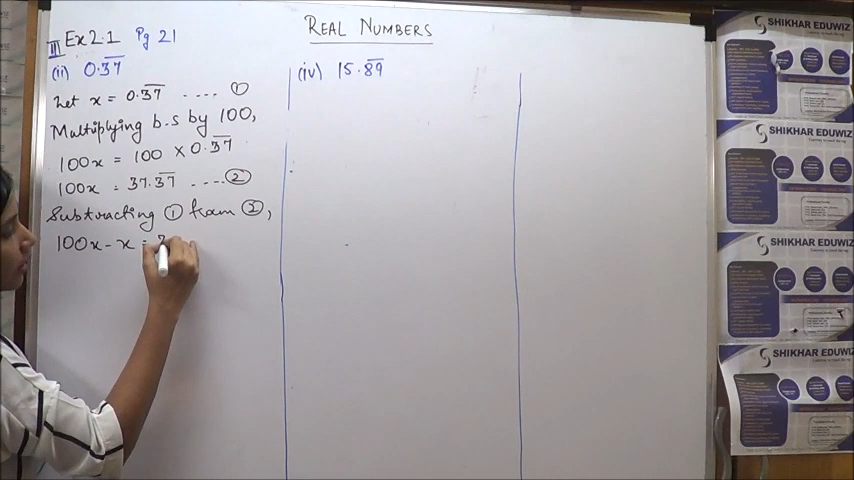 REAL NUMBERS
III Ex 2.1 Pg 21
(ii) 0.3̅7̅
Let x = 0.3̅7̅ .... ①
Multiplying b.s by 100,
100x = 100 × 0.3̅7̅
100x = 37.3̅7̅ .... ②
Subtracting ① from ②,
100x - x = 3
(iv) 15.8̅9̅
SHIKHAR EDUWIZ
SHIKHAR EDUWIZ
SHIKHAR EDUWIZ
SHIKHAR EDUWIZ